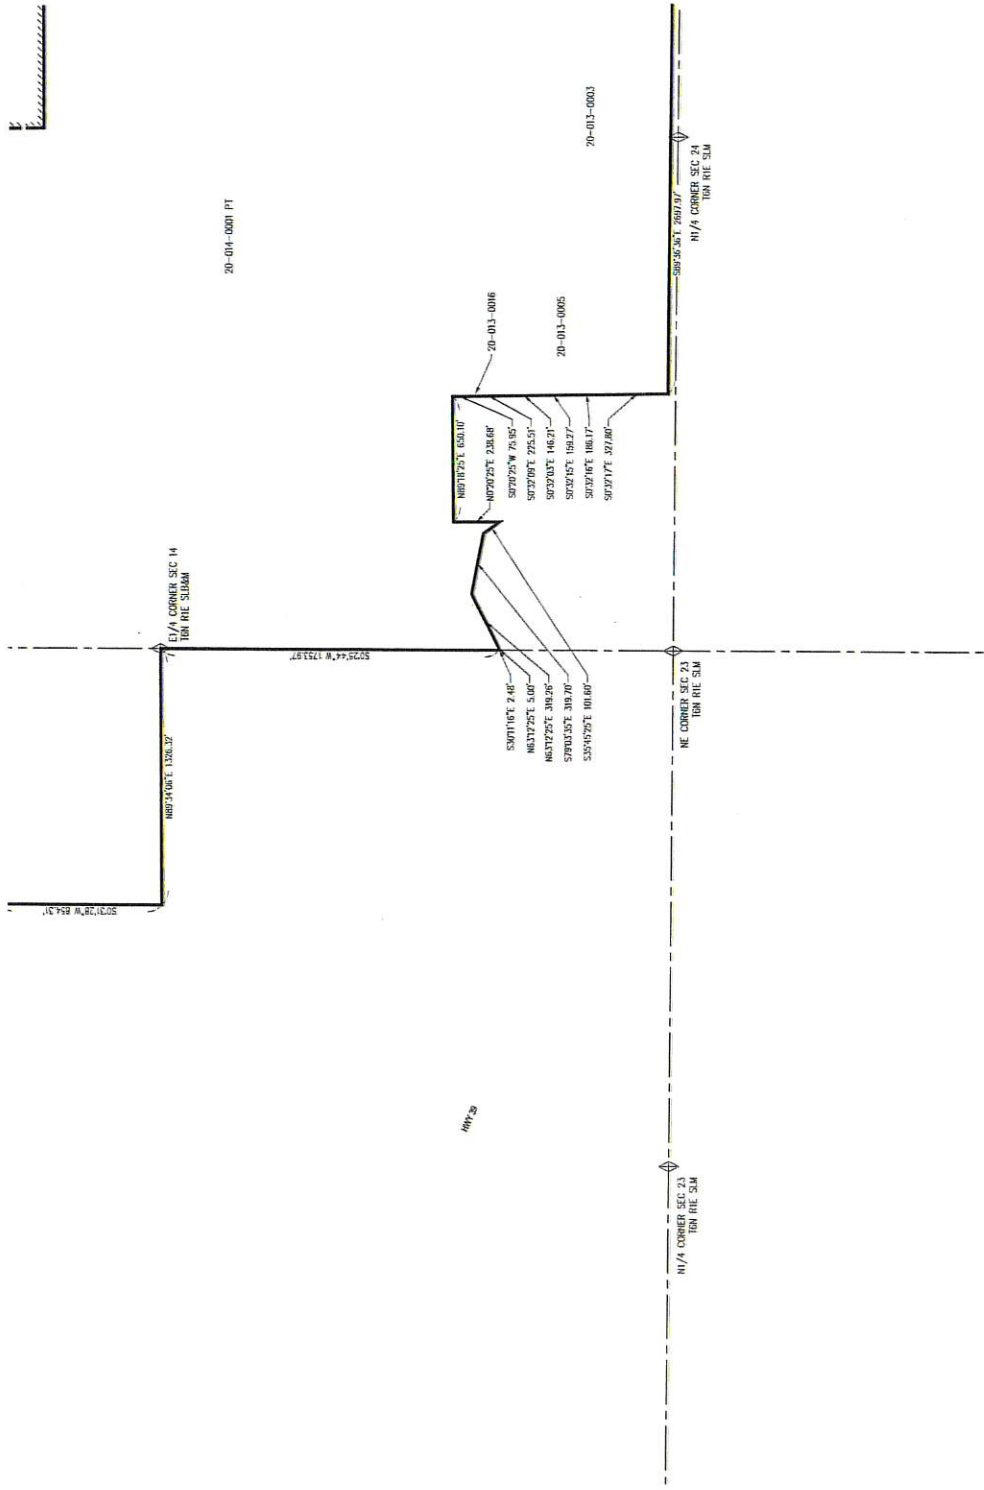 20-014-0001 PT
20-013-0003
N1/4 CORNER SEC 24
T6N R1E SLM
S89°36'36"E 2697.97'
20-013-0016
20-013-0005
N89°18'25"E 650.10'
N0°20'25"E 238.68'
S0°20'25"W 75.95'
S0°32'09"E 225.51'
S0°32'03"E 146.21'
S0°32'15"E 159.27'
S0°32'16"E 186.17'
S0°32'17"E 327.80'
E1/4 CORNER SEC 14
T6N R1E SLB&M
S0°25'44"W 1753.97'
N89°34'06"E 1326.32'
S0°31'28"W 854.31'
S30°11'16"E 2.48'
N63°12'25"E 5.00'
N63°12'25"E 319.26'
S79°03'35"E 319.70'
S35°45'25"E 101.60'
NE CORNER SEC 23
T6N R1E SLM
HWY 39
N1/4 CORNER SEC 23
T6N R1E SLM